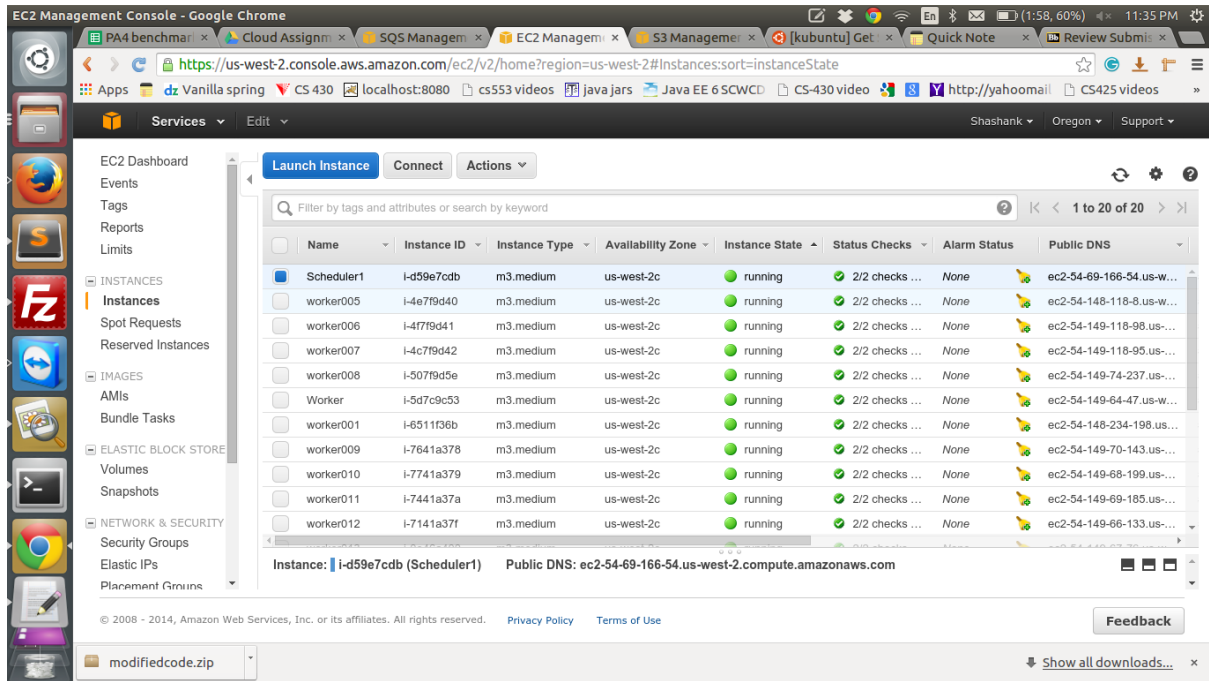 EC2 Management Console - Google Chrome En (1:58, 60%) 11:35 PM
PA4 benchmar Cloud Assignm SQS Managem EC2 Managem S3 Managemer [kubuntu] Get Quick Note Review Submis
https://us-west-2.console.aws.amazon.com/ec2/v2/home?region=us-west-2#Instances:sort=instanceState
Apps dz Vanilla spring CS 430 localhost:8080 cs553 videos java jars Java EE 6 SCWCD CS-430 video 8 http://yahoomail CS425 videos »
Services Edit Shashank Oregon Support
EC2 Dashboard
Events
Tags
Reports
Limits
INSTANCES
Instances
Spot Requests
Reserved Instances
IMAGES
AMIs
Bundle Tasks
ELASTIC BLOCK STORE
Volumes
Snapshots
NETWORK & SECURITY
Security Groups
Elastic IPs
Placement Groups
Launch Instance Connect Actions
Filter by tags and attributes or search by keyword 1 to 20 of 20
Name Instance ID Instance Type Availability Zone Instance State Status Checks Alarm Status Public DNS
Scheduler1 i-d59e7cdb m3.medium us-west-2c running 2/2 checks ... None ec2-54-69-166-54.us-w...
worker005 i-4e7f9d40 m3.medium us-west-2c running 2/2 checks ... None ec2-54-148-118-8.us-w...
worker006 i-4f7f9d41 m3.medium us-west-2c running 2/2 checks ... None ec2-54-149-118-98.us-...
worker007 i-4c7f9d42 m3.medium us-west-2c running 2/2 checks ... None ec2-54-149-118-95.us-...
worker008 i-507f9d5e m3.medium us-west-2c running 2/2 checks ... None ec2-54-149-74-237.us-...
Worker i-5d7c9c53 m3.medium us-west-2c running 2/2 checks ... None ec2-54-149-64-47.us-w...
worker001 i-6511f36b m3.medium us-west-2c running 2/2 checks ... None ec2-54-148-234-198.us...
worker009 i-7641a378 m3.medium us-west-2c running 2/2 checks ... None ec2-54-149-70-143.us-...
worker010 i-7741a379 m3.medium us-west-2c running 2/2 checks ... None ec2-54-149-68-199.us-...
worker011 i-7441a37a m3.medium us-west-2c running 2/2 checks ... None ec2-54-149-69-185.us-...
worker012 i-7141a37f m3.medium us-west-2c running 2/2 checks ... None ec2-54-149-66-133.us-...
Instance: i-d59e7cdb (Scheduler1) Public DNS: ec2-54-69-166-54.us-west-2.compute.amazonaws.com
© 2008 - 2014, Amazon Web Services, Inc. or its affiliates. All rights reserved. Privacy Policy Terms of Use Feedback
modifiedcode.zip Show all downloads...